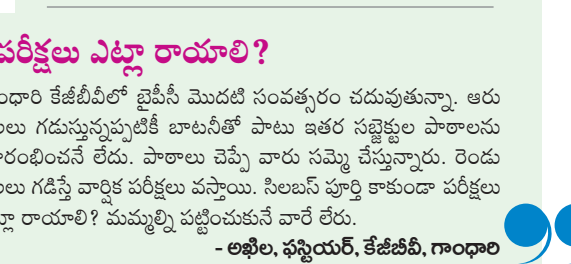 పరీక్షలు ఎట్లా రాయాలి?
కేజీబీవీలో బైపీసీ మొదటి సంవత్సరం చదువుతున్నా. ఆరు
గడుస్తున్నప్పటికీ బాటనీతో పాటు ఇతర సబ్జెక్టుల పాఠాలను
లేదు. పాఠాలు చెప్పే వారు సమ్మె చేస్తున్నారు. రెండు
గడిస్తే వార్షిక పరీక్షలు వస్తాయి. సిలబస్ పూర్తి కాకుండా పరీక్షలు
రాయాలి? మమ్మల్ని పట్టించుకునే వారే లేరు.
- అఖిల, ఫస్టియర్, కేజీబీవీ, గాంధారి